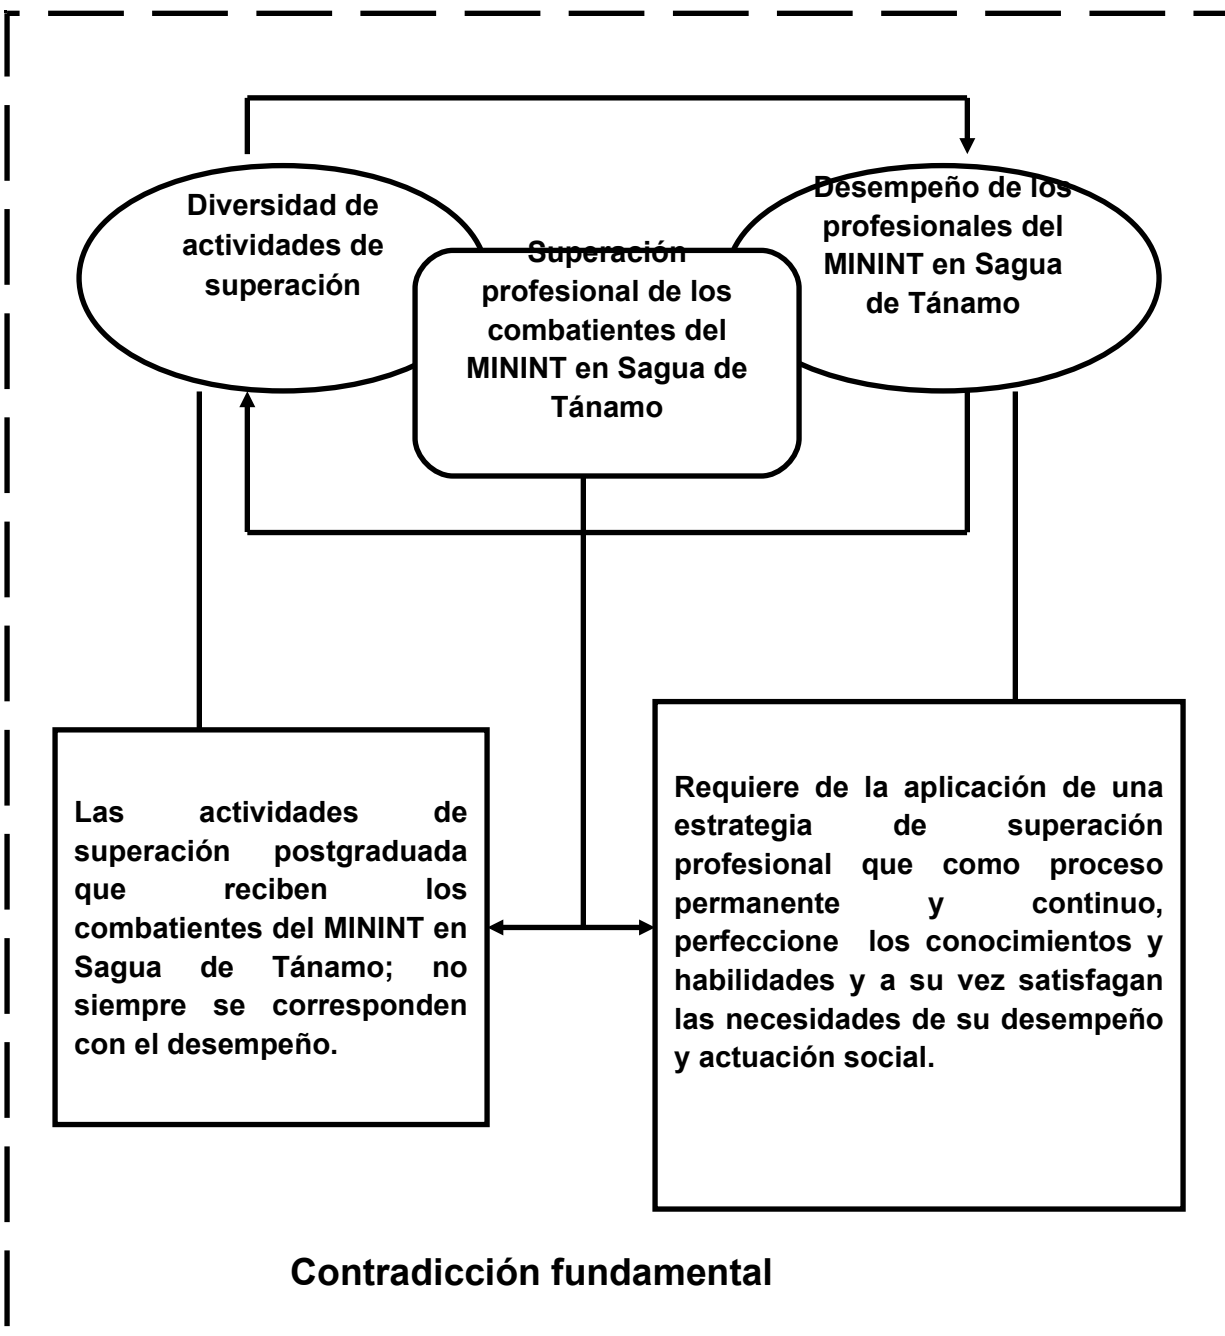 Diversidad de
actividades de
superación
Superación
profesional de los
combatientes del
MININT en Sagua de
Tánamo
Desempeño de los
profesionales del
MININT en Sagua
de Tánamo
Las actividades de
superación postgraduada
que reciben los
combatientes del MININT en
Sagua de Tánamo; no
siempre se corresponden
con el desempeño.
Requiere de la aplicación de una
estrategia de superación
profesional que como proceso
permanente y continuo,
perfeccione los conocimientos y
habilidades y a su vez satisfagan
las necesidades de su desempeño
y actuación social.
Contradicción fundamental